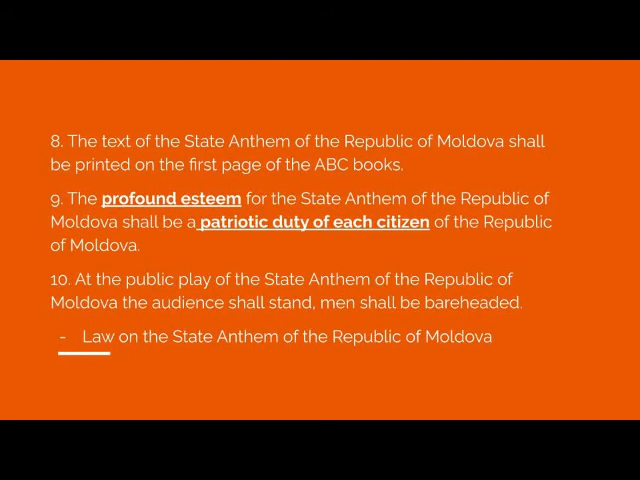 8. The text of the State Anthem of the Republic of Moldova shall
be printed on the first page of the ABC books.
9. The profound esteem for the State Anthem of the Republic of
Moldova shall be a patriotic duty of each citizen of the Republic
of Moldova.
10. At the public play of the State Anthem of the Republic of
Moldova the audience shall stand, men shall be bareheaded.
- Law on the State Anthem of the Republic of Moldova